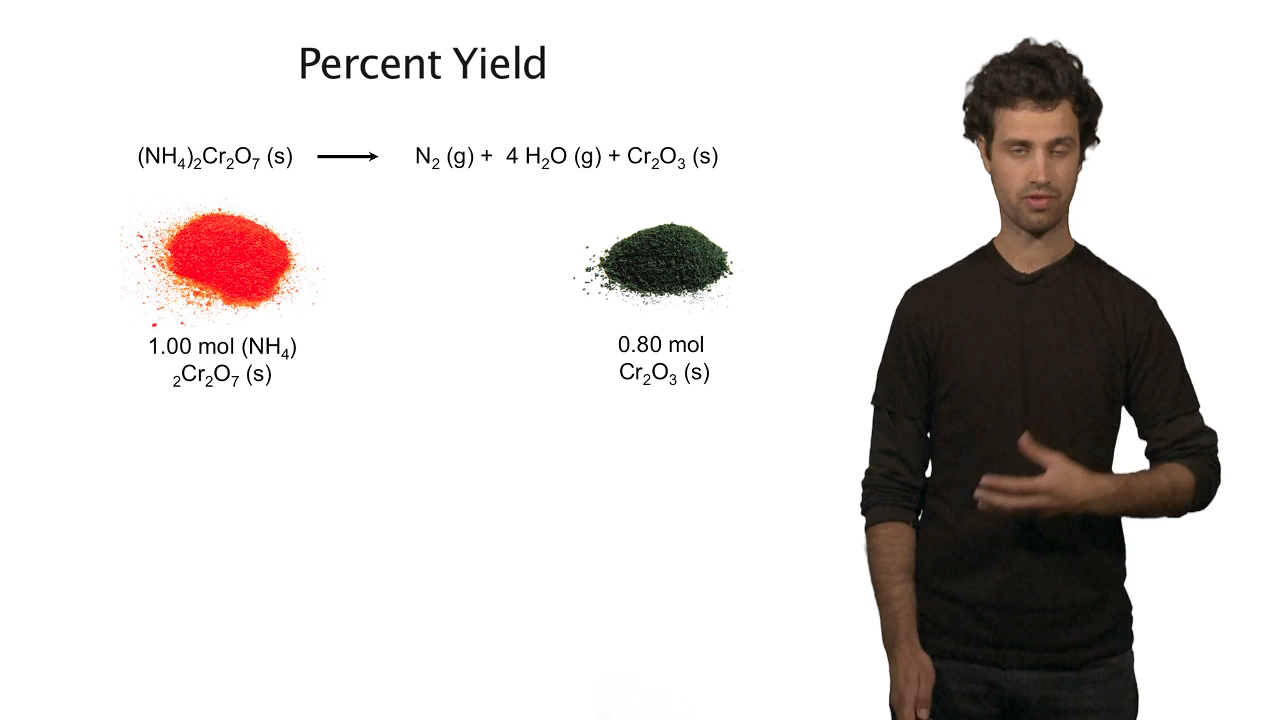 Percent Yield
(NH₄)₂Cr₂O₇ (s) ⟶ N₂ (g) + 4 H₂O (g) + Cr₂O₃ (s)
1.00 mol (NH₄)
₂Cr₂O₇ (s)
0.80 mol
Cr₂O₃ (s)